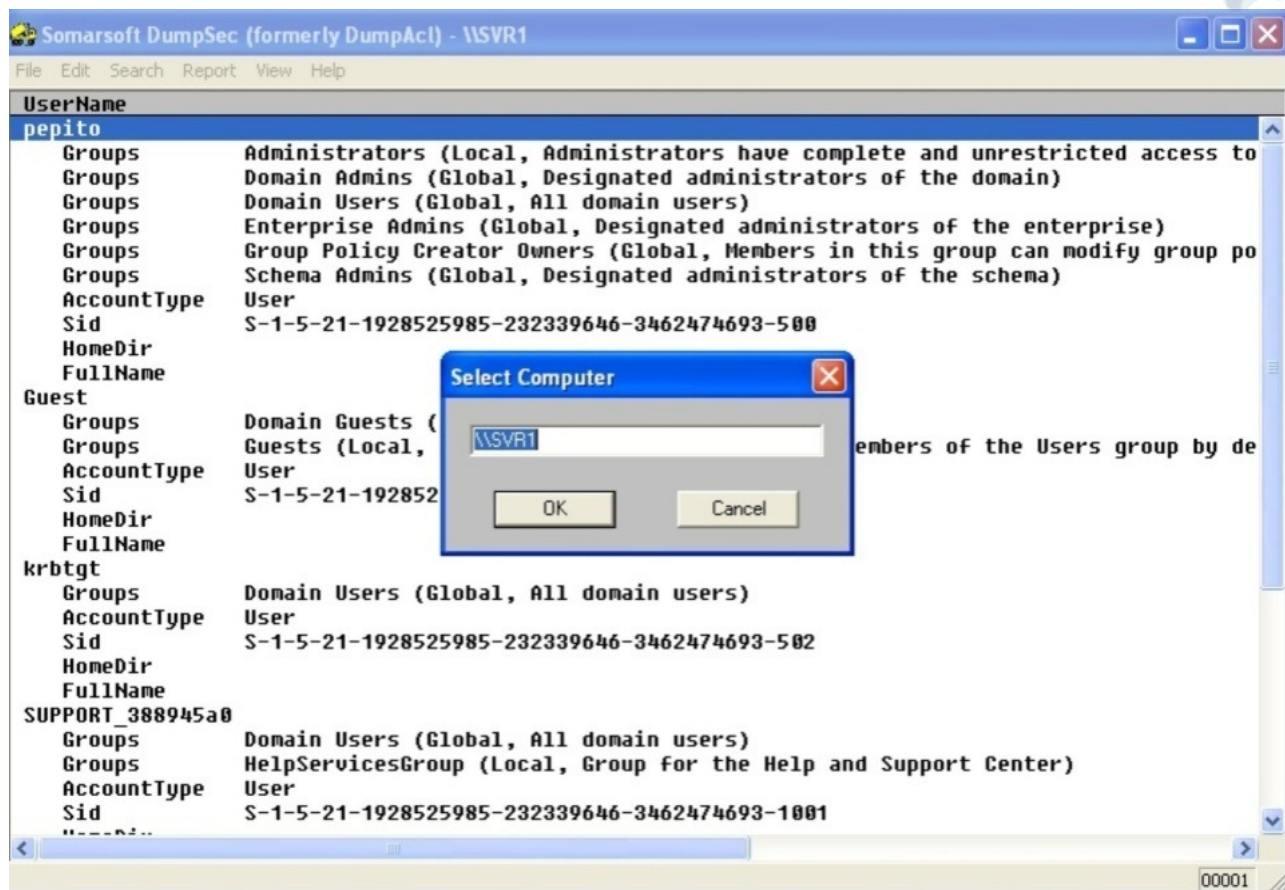 Somarsoft DumpSec (formerly DumpAcl) - \\SVR1
File Edit Search Report View Help
UserName
pepito
Groups Administrators (Local, Administrators have complete and unrestricted access to
Groups Domain Admins (Global, Designated administrators of the domain)
Groups Domain Users (Global, All domain users)
Groups Enterprise Admins (Global, Designated administrators of the enterprise)
Groups Group Policy Creator Owners (Global, Members in this group can modify group po
Groups Schema Admins (Global, Designated administrators of the schema)
AccountType User
Sid S-1-5-21-1928525985-232339646-3462474693-500
HomeDir
FullName
Guest
Groups Domain Guests (
Groups Guests (Local, embers of the Users group by de
AccountType User
Sid S-1-5-21-192852
HomeDir
FullName
krbtgt
Groups Domain Users (Global, All domain users)
AccountType User
Sid S-1-5-21-1928525985-232339646-3462474693-502
HomeDir
FullName
SUPPORT_388945a0
Groups Domain Users (Global, All domain users)
Groups HelpServicesGroup (Local, Group for the Help and Support Center)
AccountType User
Sid S-1-5-21-1928525985-232339646-3462474693-1001
Select Computer
\\SVR1
OK Cancel
00001